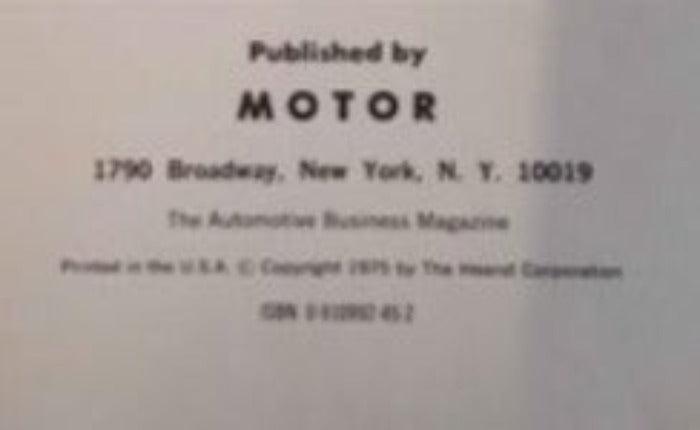 Published by
MOTOR
1790 Broadway, New York, N. Y. 10019
The Automotive Business Magazine
Printed in the U.S.A. © Copyright 1975 by The Hearst Corporation
ISBN